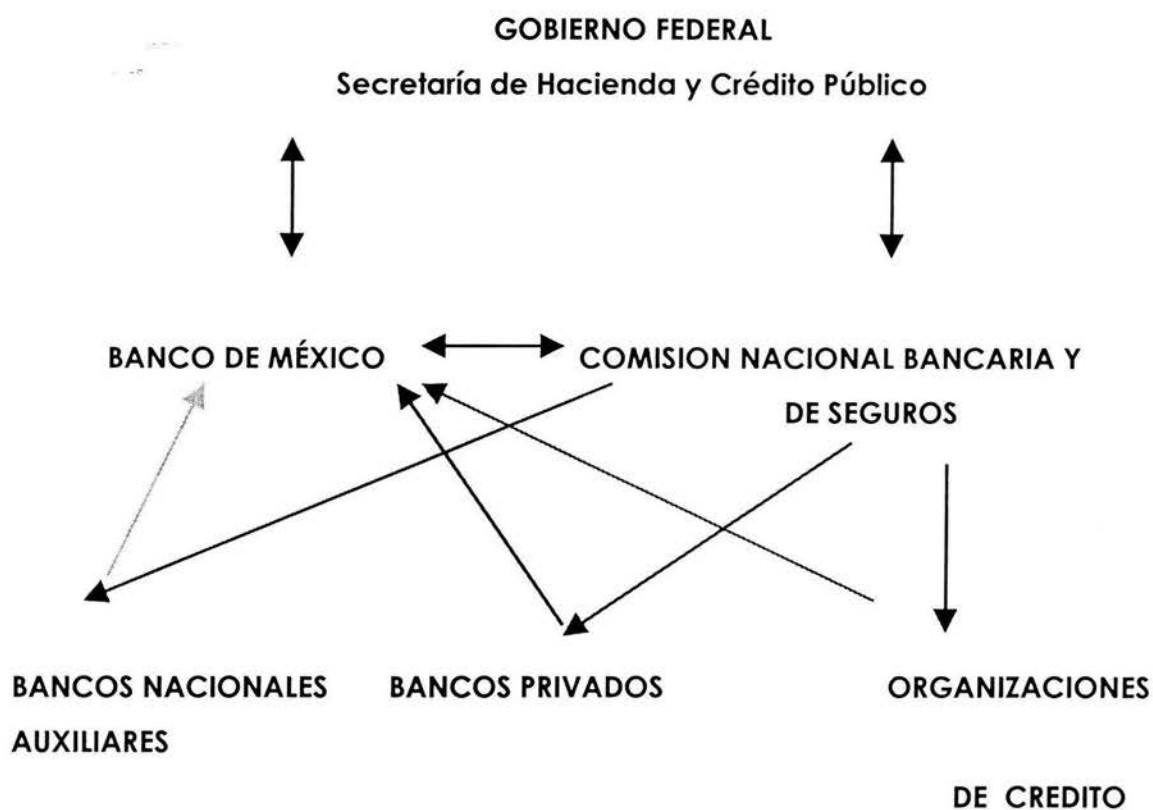 GOBIERNO FEDERAL
Secretaría de Hacienda y Crédito Público
BANCO DE MÉXICO
COMISION NACIONAL BANCARIA Y
DE SEGUROS
BANCOS NACIONALES
AUXILIARES
BANCOS PRIVADOS
ORGANIZACIONES
DE CREDITO